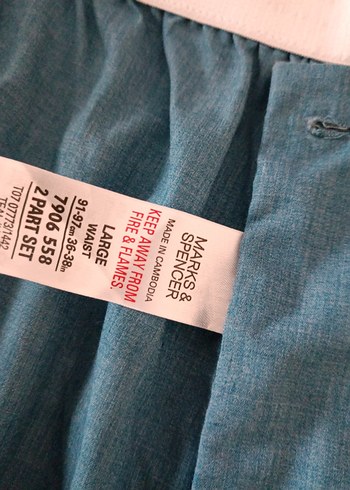 MARKS &
SPENCER
MADE IN CAMBODIA
KEEP AWAY FROM
FIRE & FLAMES.
LARGE
WAIST
91-97cm 36-38in
7906 558
2 PART SET